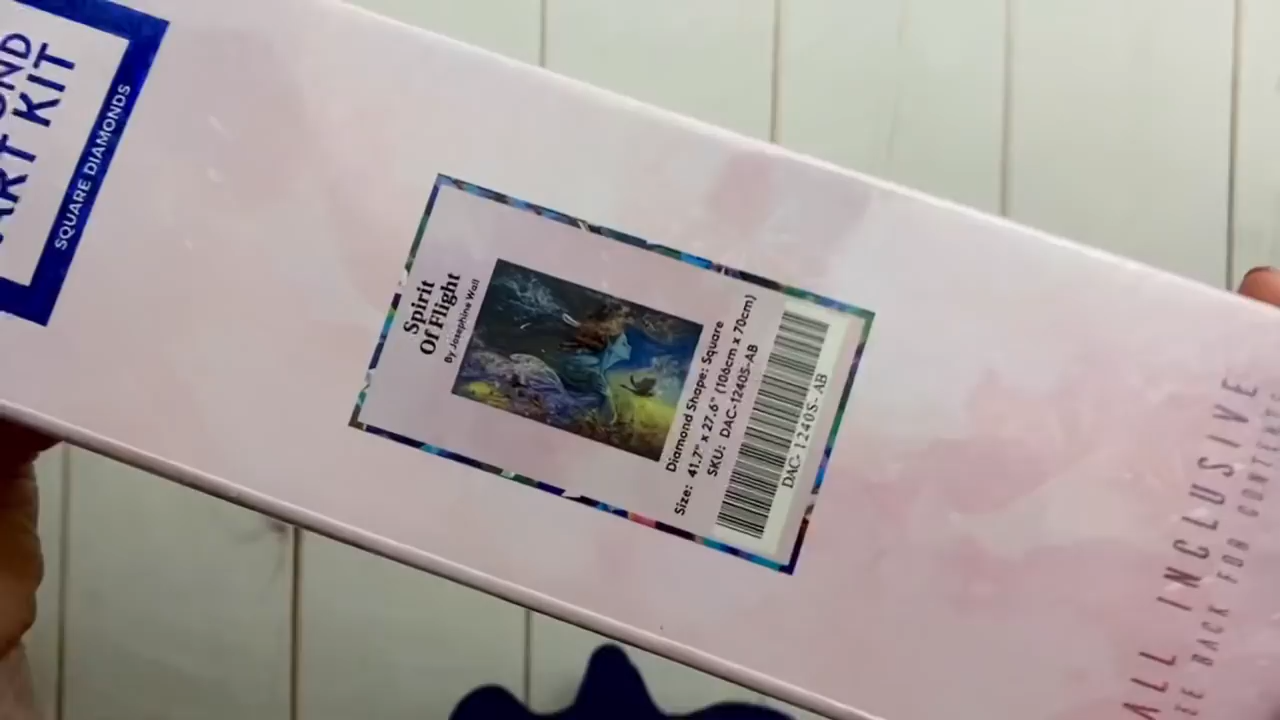 ART KIT
SQUARE DIAMONDS
Spirit
Of Flight
By Josephine Wall
Diamond Shape: Square
Size: 41.7" x 27.6" (106cm x 70cm)
SKU: DAC-1240S-AB
DAC-1240S-AB
ALL INCLUSIVE
BACK FOR CONTENTS